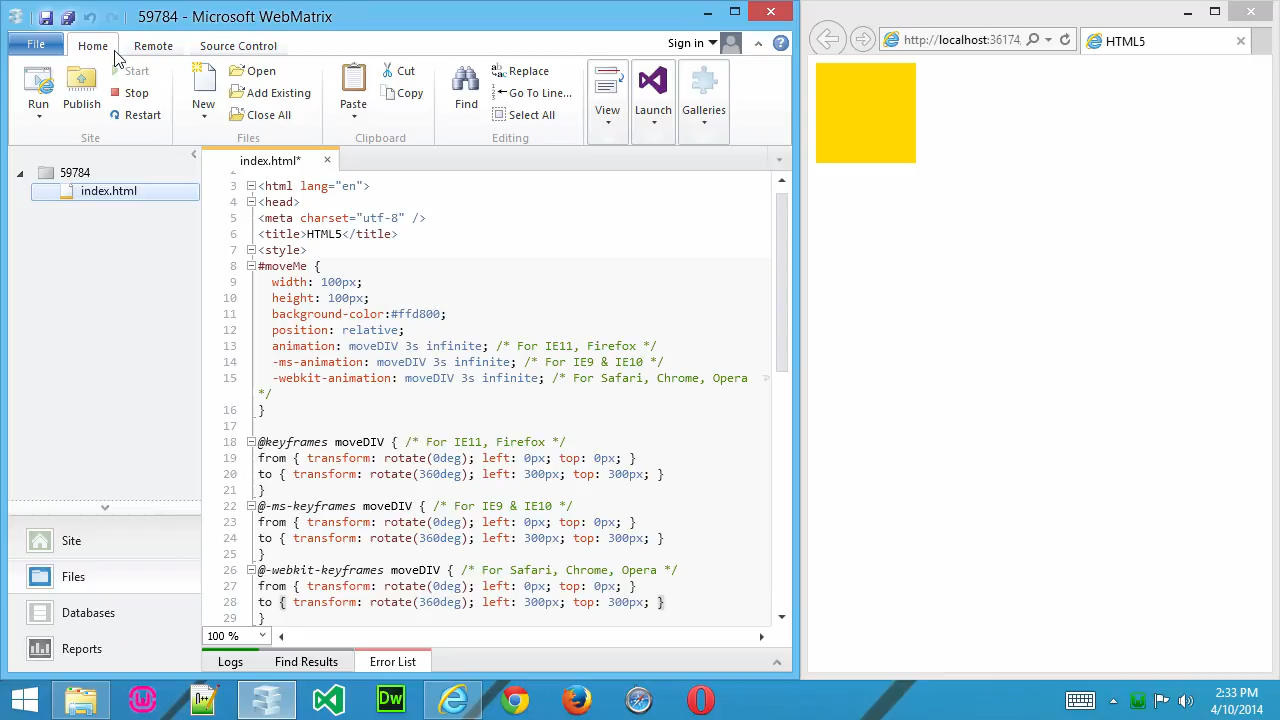 59784 - Microsoft WebMatrix
File
Home
Remote
Source Control
Sign in
Run
Publish
Start
Stop
Restart
Site
New
Open
Add Existing
Close All
Files
Paste
Cut
Copy
Clipboard
Find
Replace
Go To Line...
Select All
Editing
View
Launch
Galleries
59784
index.html
Site
Files
Databases
Reports
index.html*
2
3 <html lang="en">
4 <head>
5 <meta charset="utf-8" />
6 <title>HTML5</title>
7 <style>
8 #moveMe {
9 width: 100px;
10 height: 100px;
11 background-color:#ffd800;
12 position: relative;
13 animation: moveDIV 3s infinite; /* For IE11, Firefox */
14 -ms-animation: moveDIV 3s infinite; /* For IE9 & IE10 */
15 -webkit-animation: moveDIV 3s infinite; /* For Safari, Chrome, Opera
*/
16 }
17
18 @keyframes moveDIV { /* For IE11, Firefox */
19 from { transform: rotate(0deg); left: 0px; top: 0px; }
20 to { transform: rotate(360deg); left: 300px; top: 300px; }
21 }
22 @-ms-keyframes moveDIV { /* For IE9 & IE10 */
23 from { transform: rotate(0deg); left: 0px; top: 0px; }
24 to { transform: rotate(360deg); left: 300px; top: 300px; }
25 }
26 @-webkit-keyframes moveDIV { /* For Safari, Chrome, Opera */
27 from { transform: rotate(0deg); left: 0px; top: 0px; }
28 to { transform: rotate(360deg); left: 300px; top: 300px; }
29 }
100 %
Logs
Find Results
Error List
http://localhost:36174,
HTML5
Dw
2:33 PM
4/10/2014